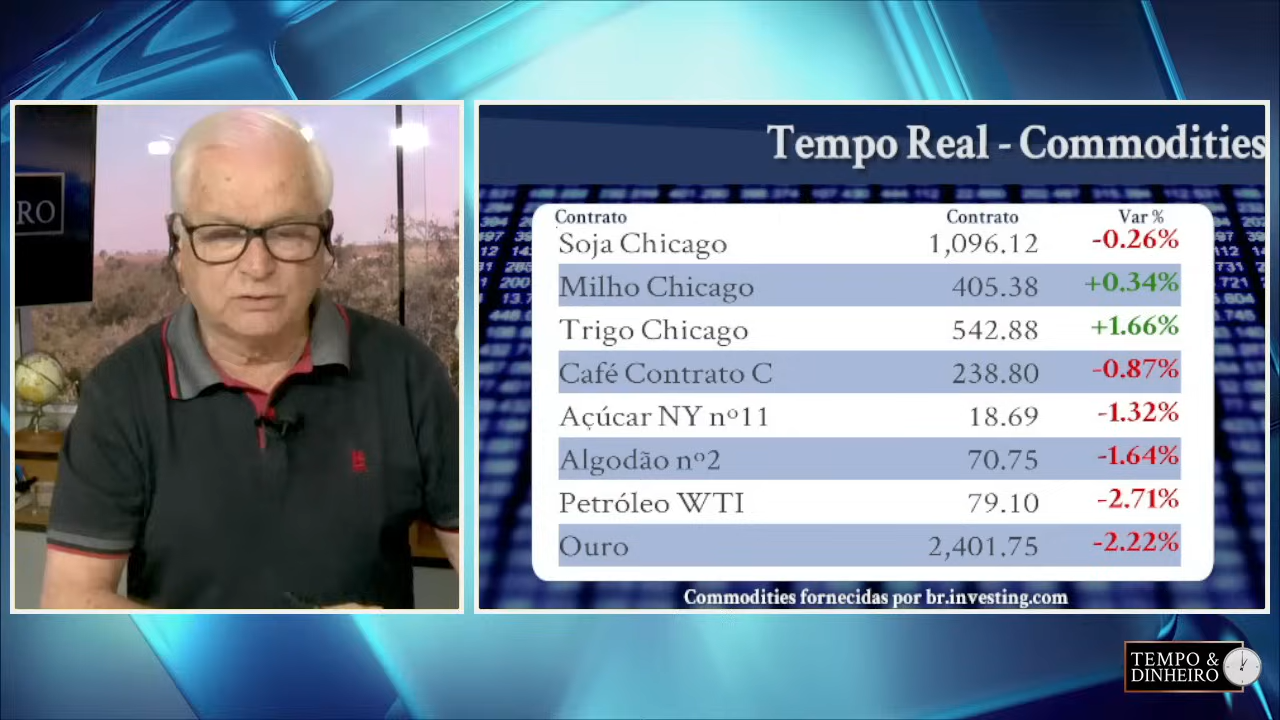 RO
Tempo Real - Commodities
Contrato Contrato Var %
Soja Chicago 1,096.12 -0.26%
Milho Chicago 405.38 +0.34%
Trigo Chicago 542.88 +1.66%
Café Contrato C 238.80 -0.87%
Açúcar NY nº11 18.69 -1.32%
Algodão nº2 70.75 -1.64%
Petróleo WTI 79.10 -2.71%
Ouro 2,401.75 -2.22%
Commodities fornecidas por br.investing.com
TEMPO &
DINHEIRO